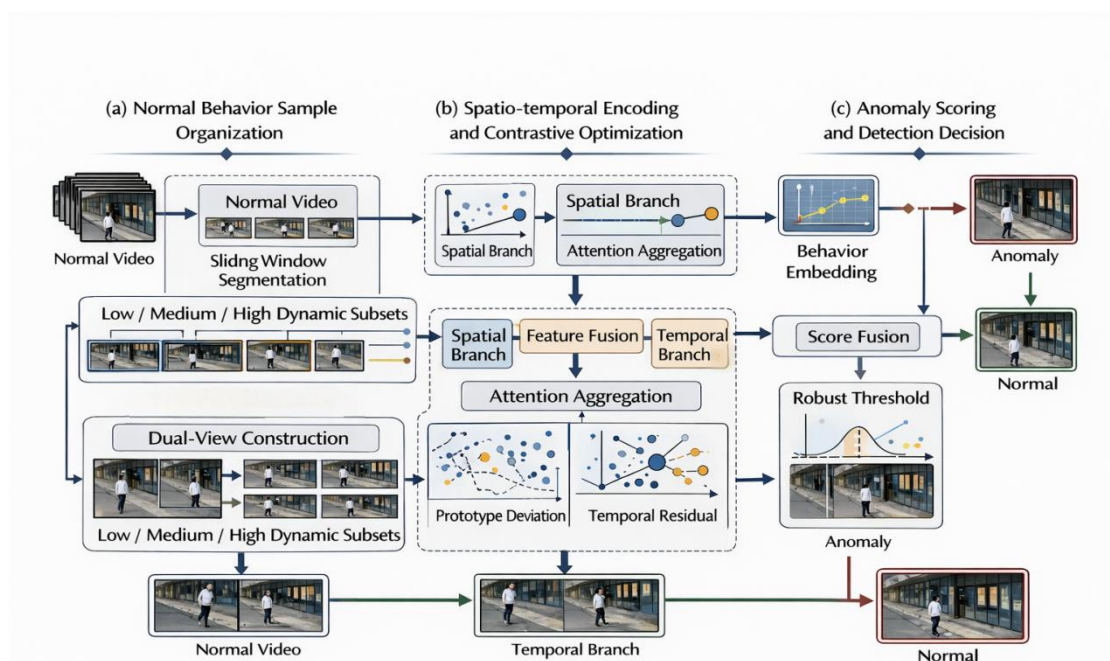 (a) Normal Behavior Sample
Organization
(b) Spatio-temporal Encoding
and Contrastive Optimization
(c) Anomaly Scoring
and Detection Decision
Normal Video
Normal Video
Slidng Window
Segmentation
Spatial Branch
Spatial Branch
Attention Aggregation
Behavior
Embedding
Anomaly
Low / Medium / High Dynamic Subsets
Spatial
Branch
Feature Fusion
Temporal
Branch
Score Fusion
Normal
Attention Aggregation
Robust Threshold
Dual-View Construction
Low / Medium / High Dynamic Subsets
Prototype Deviation
Temporal Residual
Anomaly
Normal Video
Temporal Branch
Normal